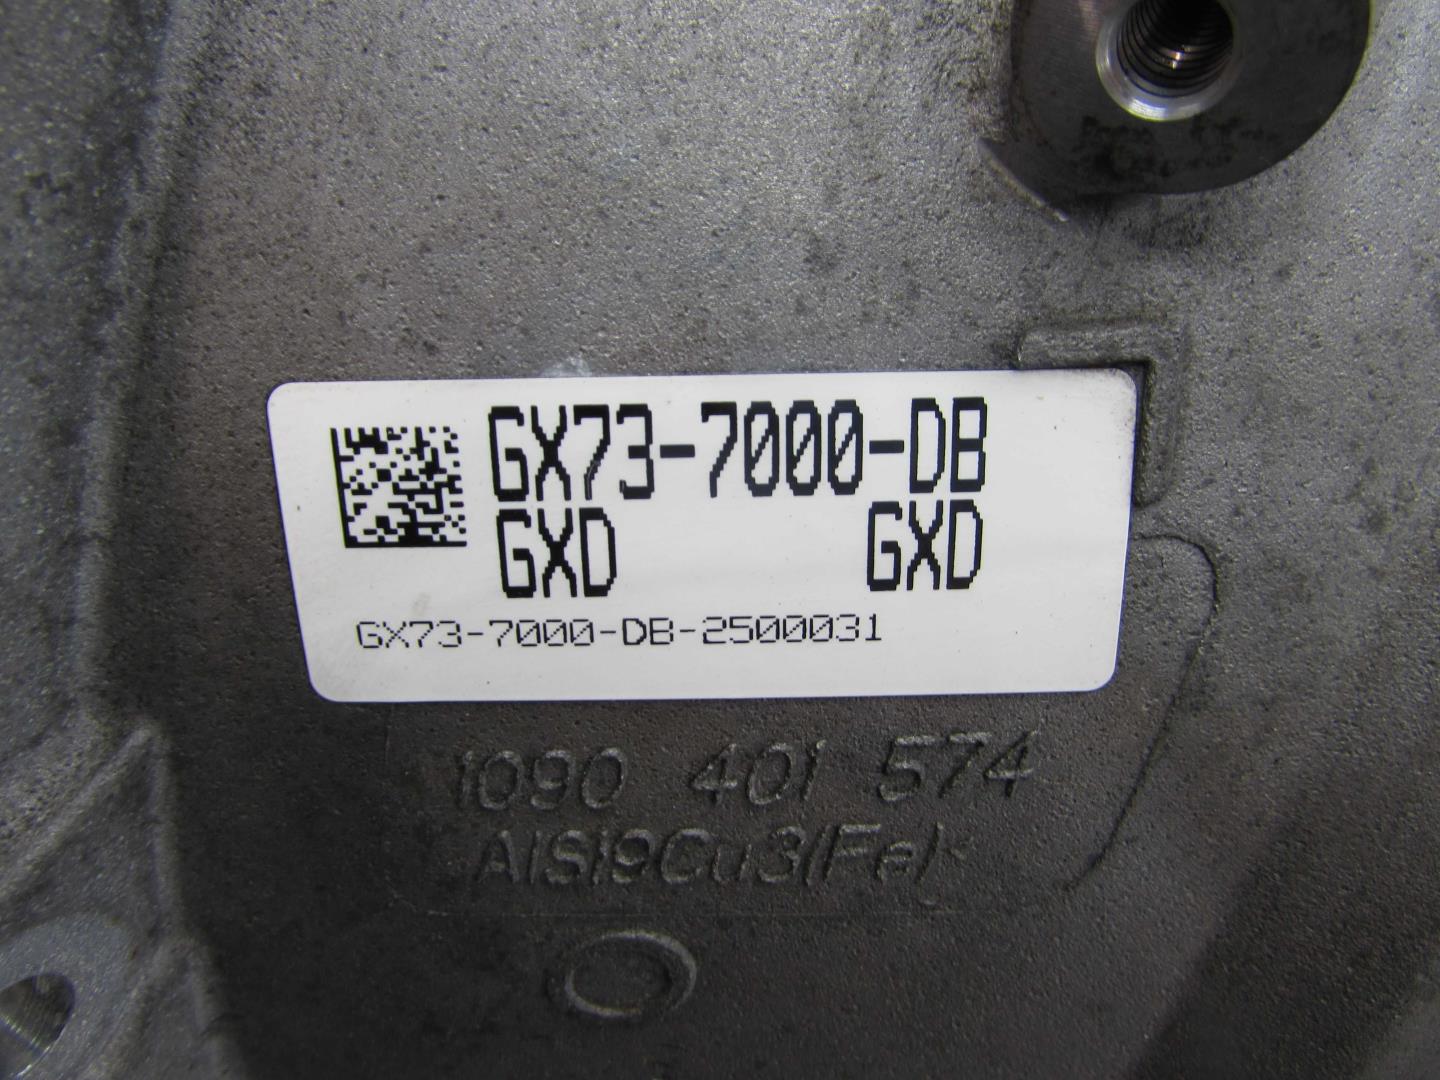 GX73-7000-DB
GXD GXD
GX73-7000-DB-2500031
1090 401 574
AlSi9Cu3(Fe)<